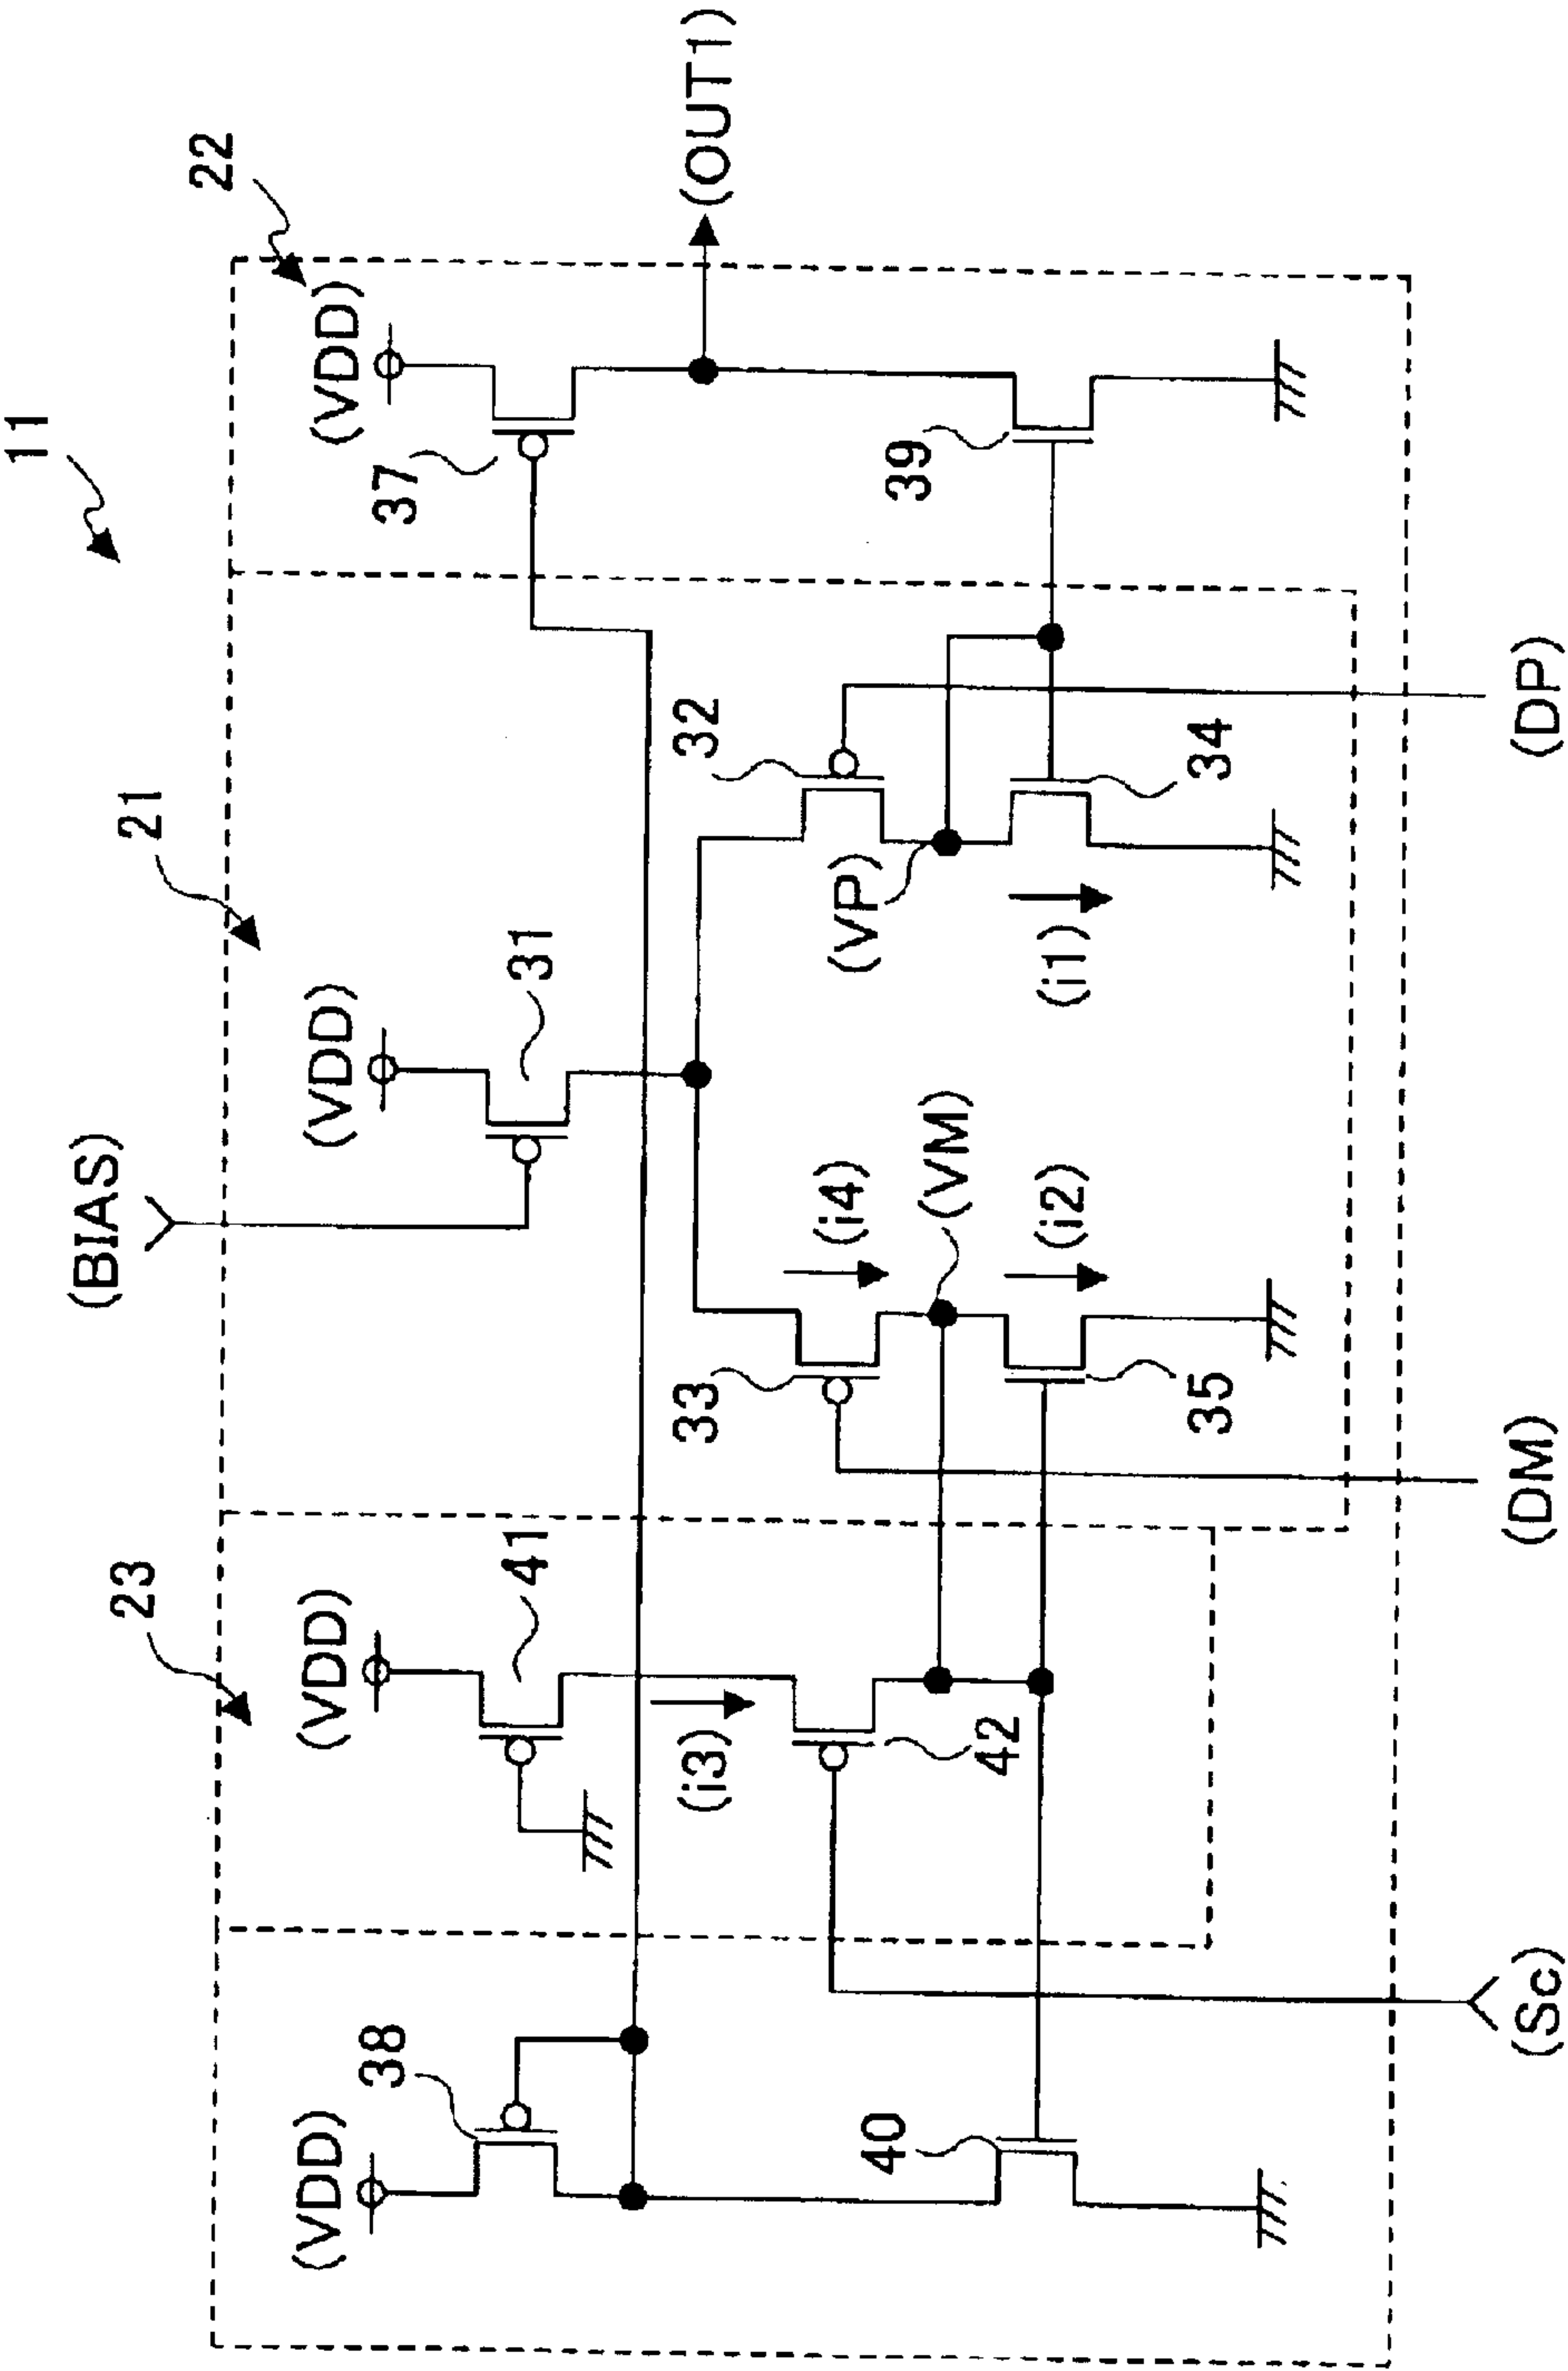 11
(BIAS)
23
21
22
(VDD)
(VDD)
(VDD)
(VDD)
38
41
31
37
(OUT1)
(i3)
33
(i4)
32
(VP)
42
(VM)
40
39
(i2)
(i1)
35
34
(Sc)
(DM)
(DP)